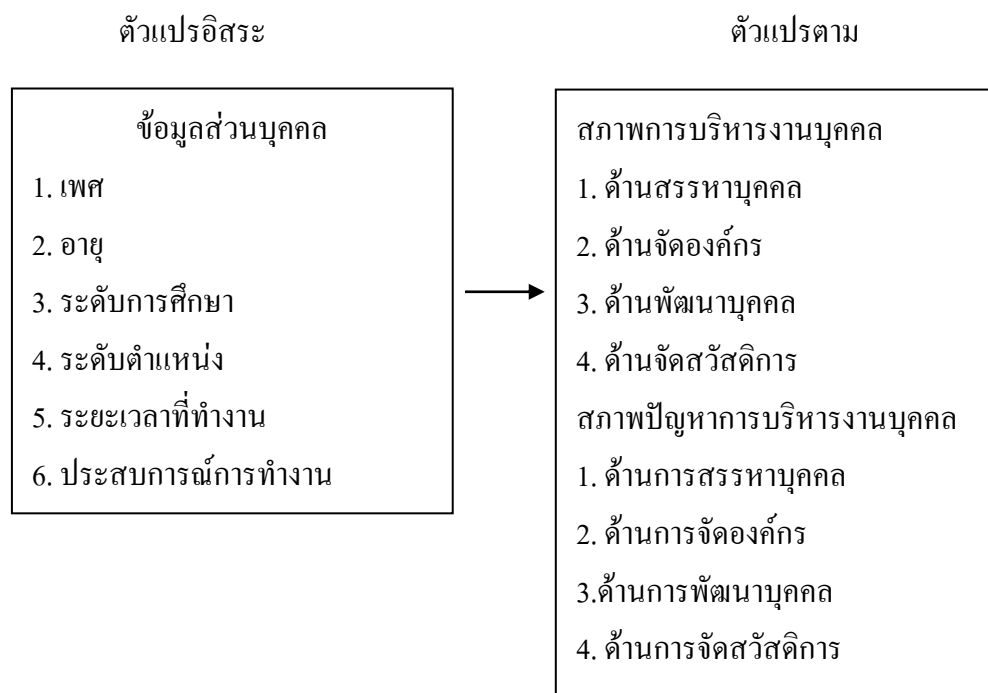 ตัวแปรอิสระ
ตัวแปรตาม
ข้อมูลส่วนบุคคล
1. เพศ
2. อายุ
3. ระดับการศึกษา
4. ระดับตำแหน่ง
5. ระยะเวลาที่ทำงาน
6. ประสบการณ์การทำงาน
สภาพการบริหารงานบุคคล
1. ด้านสรรหาบุคคล
2. ด้านจัดองค์กร
3. ด้านพัฒนาบุคคล
4. ด้านจัดสวัสดิการ
สภาพปัญหาการบริหารงานบุคคล
1. ด้านการสรรหาบุคคล
2. ด้านการจัดองค์กร
3.ด้านการพัฒนาบุคคล
4. ด้านการจัดสวัสดิการ